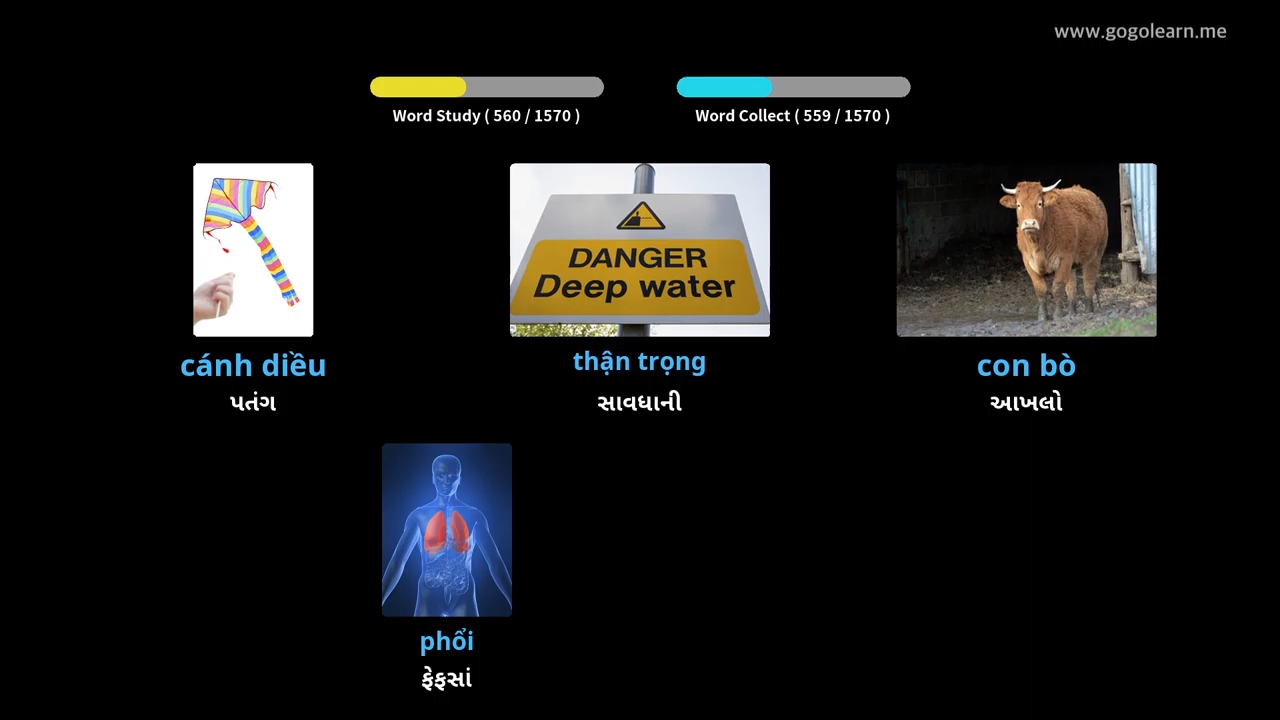 www.gogolearn.me
Word Study ( 560 / 1570 )
Word Collect ( 559 / 1570 )
DANGER
Deep water
cánh diều
thận trọng
con bò
પતંગ
સાવધાની
આખલો
phổi
ફેફસાં